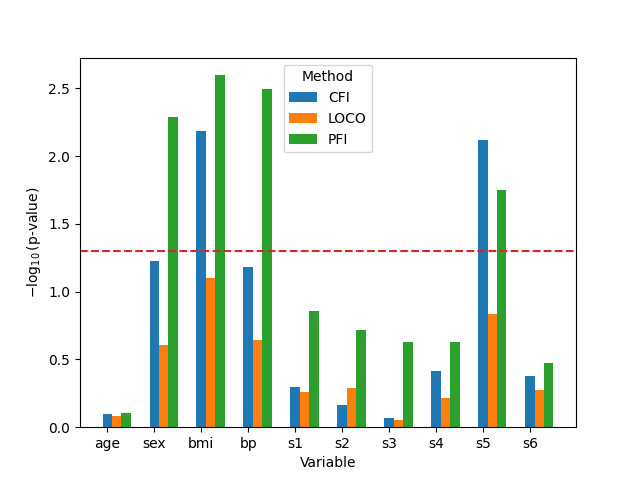 Method
CFI
LOCO
PFI
2.5
2.0
1.5
1.0
0.5
0.0
−log₁₀(p-value)
age sex bmi bp s1 s2 s3 s4 s5 s6
Variable